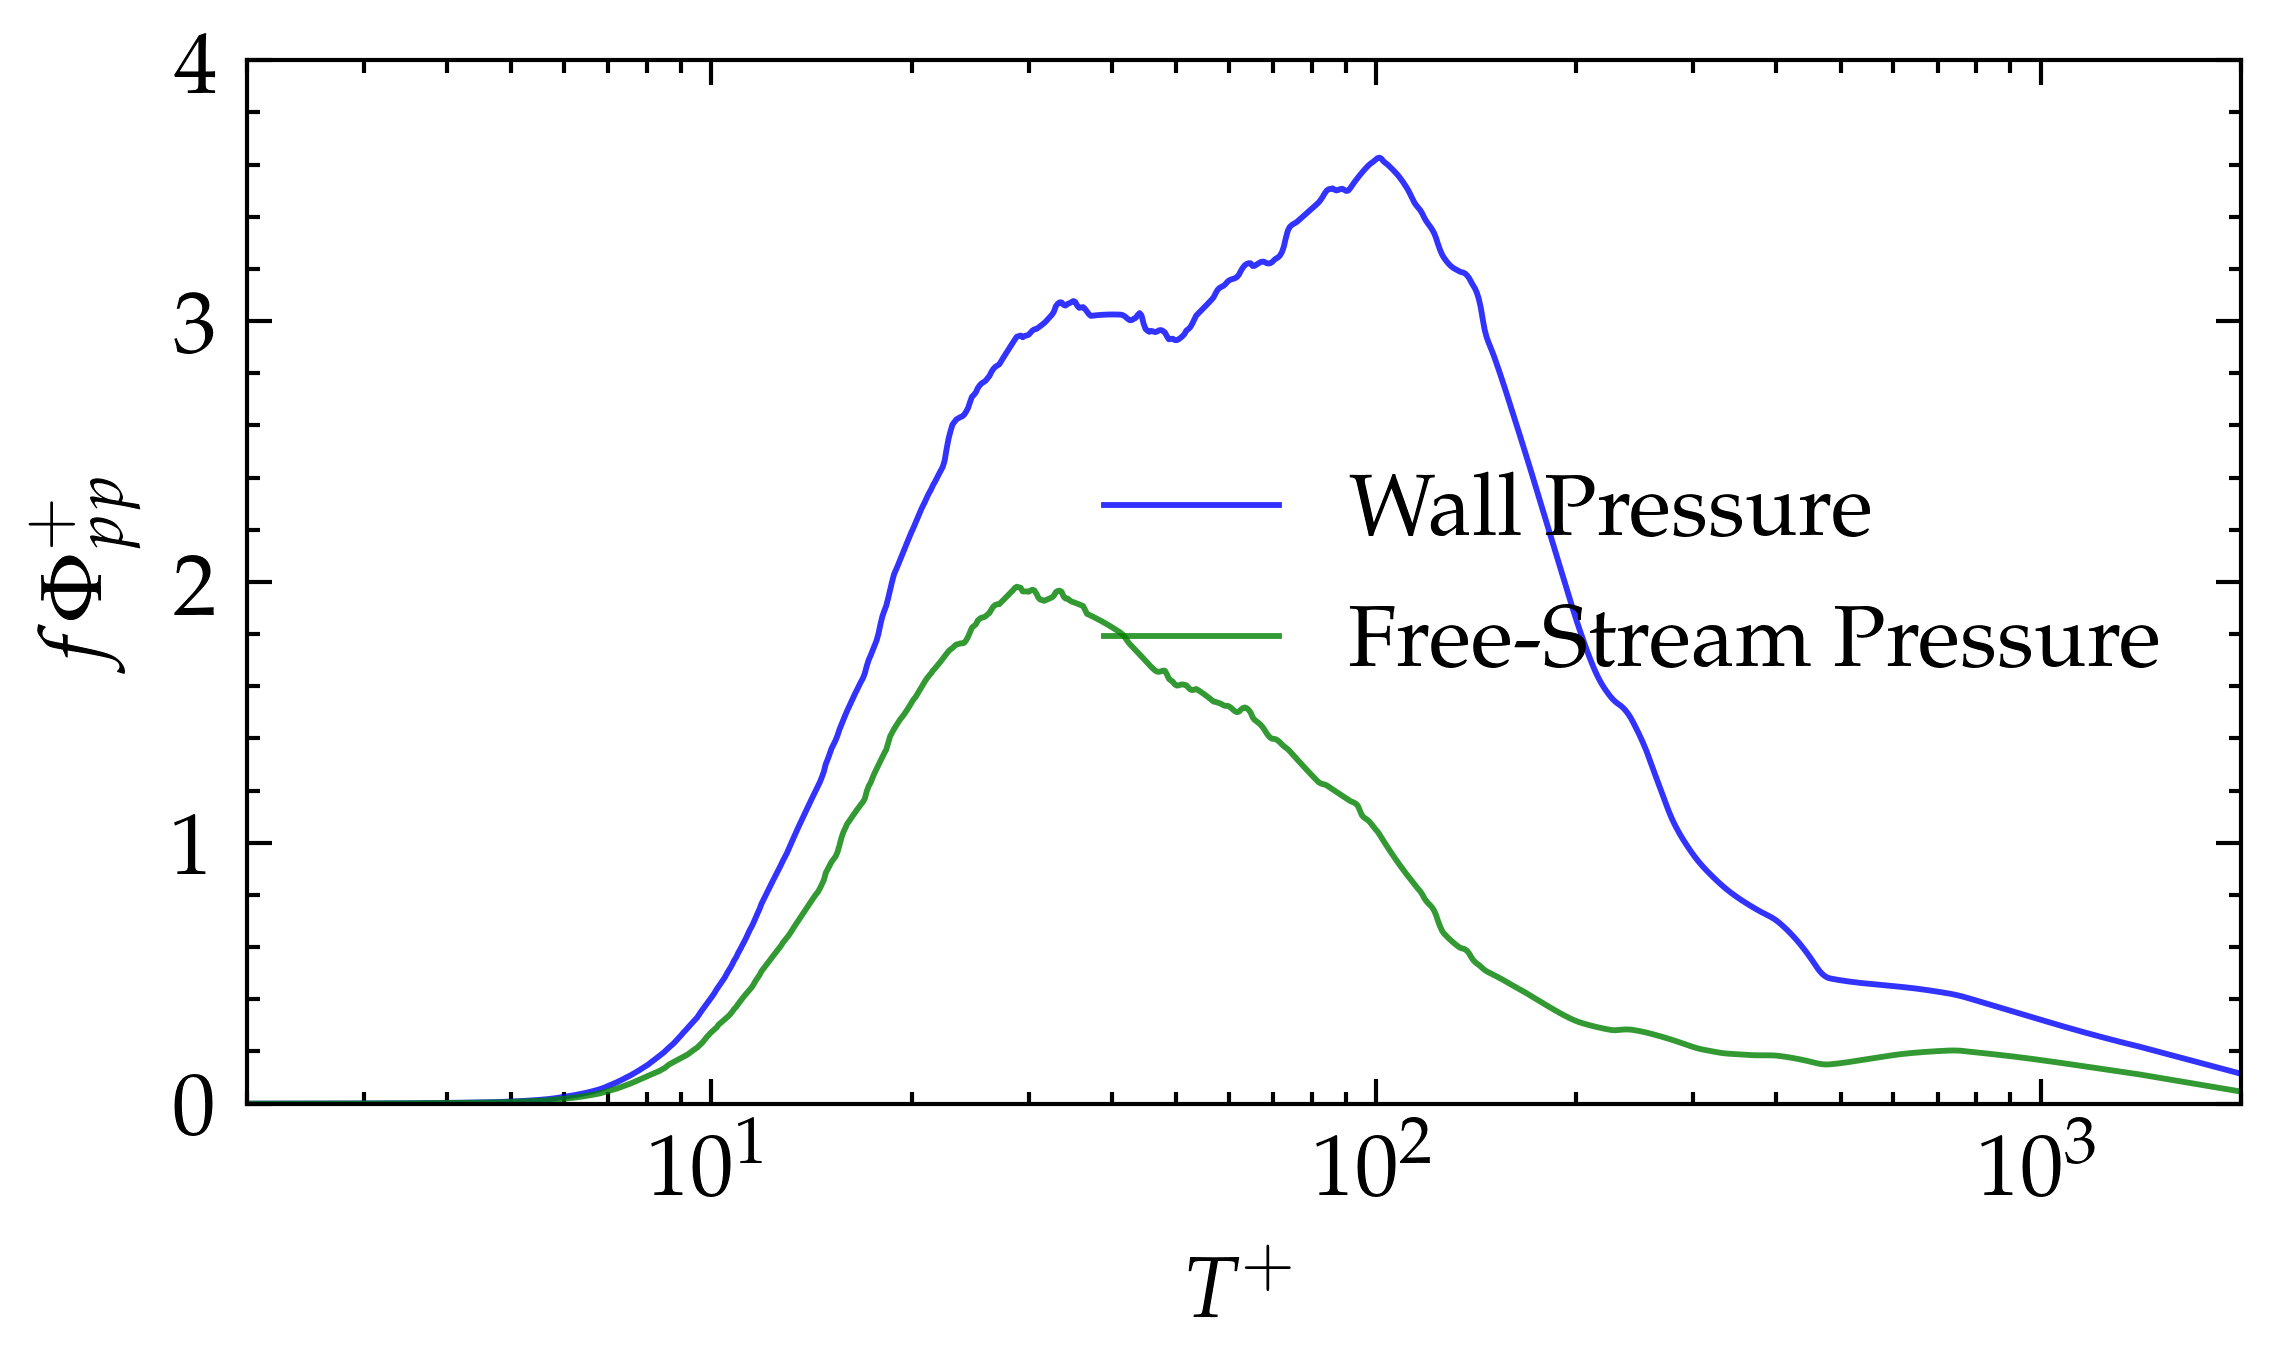 4
3
2
1
0
fΦ⁺pp
Wall Pressure
Free-Stream Pressure
10¹ 10² 10³
T⁺